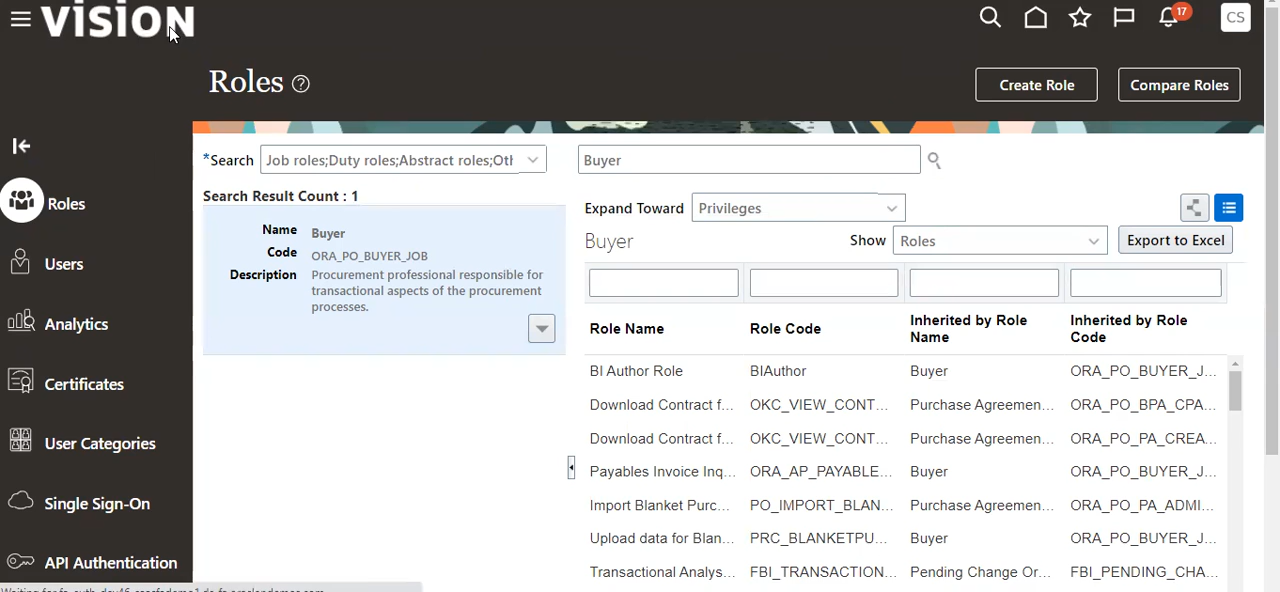 VISION
17
CS
Roles
Create Role
Compare Roles
*Search
Job roles;Duty roles;Abstract roles;Oth
Buyer
Search Result Count : 1
Name Buyer
Code ORA_PO_BUYER_JOB
Description Procurement professional responsible for
transactional aspects of the procurement
processes.
Expand Toward Privileges
Buyer
Show Roles
Export to Excel
Role Name
Role Code
Inherited by Role
Name
Inherited by Role
Code
BI Author Role BIAuthor Buyer ORA_PO_BUYER_J...
Download Contract f... OKC_VIEW_CONT... Purchase Agreemen... ORA_PO_BPA_CPA...
Download Contract f... OKC_VIEW_CONT... Purchase Agreemen... ORA_PO_PA_CREA...
Payables Invoice Inq... ORA_AP_PAYABLE... Buyer ORA_PO_BUYER_J...
Import Blanket Purc... PO_IMPORT_BLAN... Purchase Agreemen... ORA_PO_PA_ADMI...
Upload data for Blan... PRC_BLANKETPU... Buyer ORA_PO_BUYER_J...
Transactional Analys... FBI_TRANSACTION... Pending Change Or... FBI_PENDING_CHA...
Roles
Users
Analytics
Certificates
User Categories
Single Sign-On
API Authentication